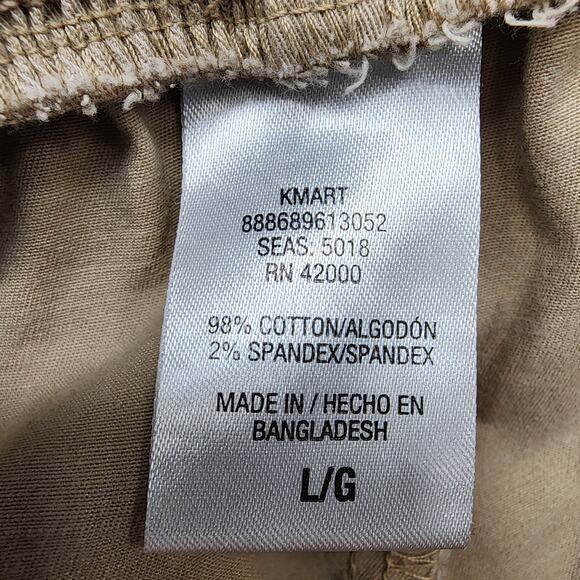 KMART
888689613052
SEAS: 5018
RN 42000
98% COTTON/ALGODÓN
2% SPANDEX/SPANDEX
MADE IN / HECHO EN
BANGLADESH
L/G